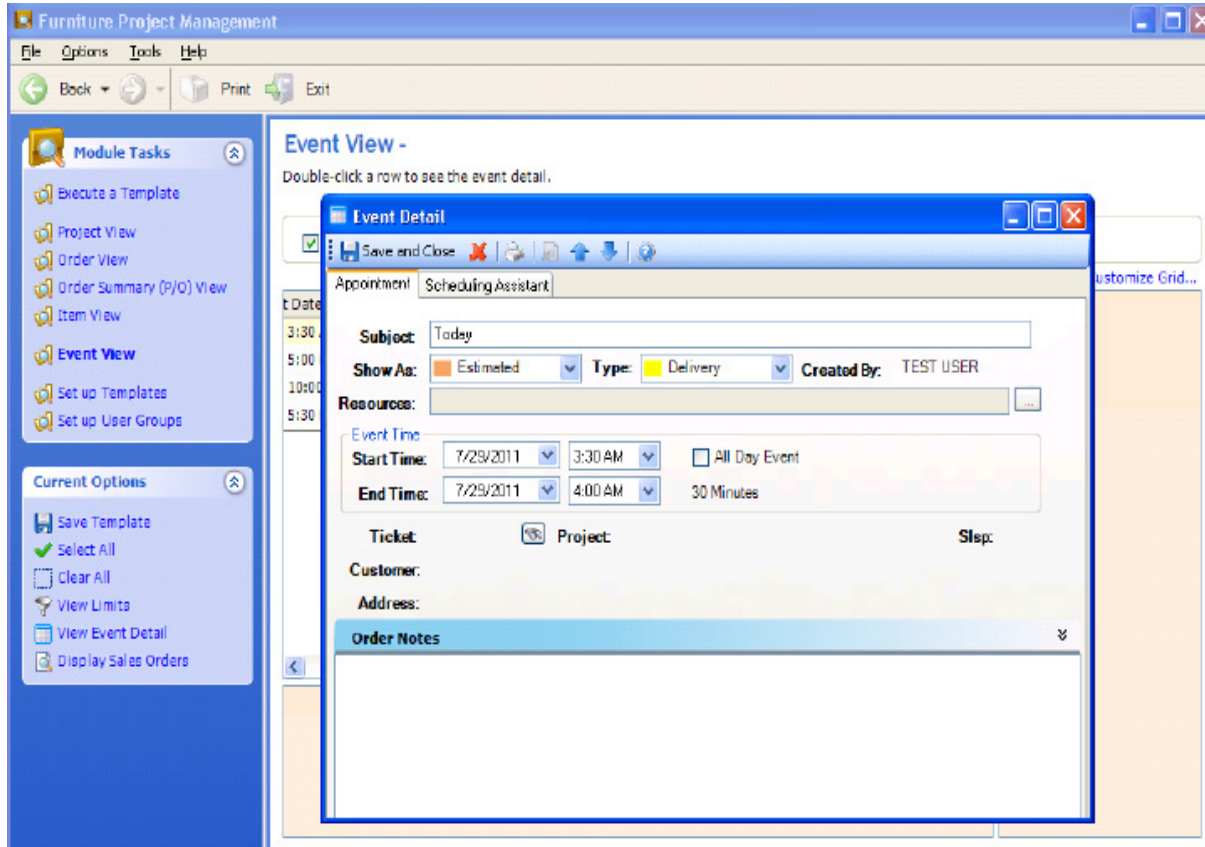 Furniture Project Management
File Options Tools Help
Back Print Exit
Module Tasks
Execute a Template
Project View
Order View
Order Summary (P/O) View
Item View
Event View
Set up Templates
Set up User Groups
Current Options
Save Template
Select All
Clear All
View Limits
View Event Detail
Display Sales Orders
Event View -
Double-click a row to see the event detail.
ustomize Grid...
t Date
3:30
5:00
10:00
5:30
Event Detail
Save and Close
Appointment Scheduling Assistant
Subject: Today
Show As: Estimated Type: Delivery Created By: TEST USER
Resources: ...
Event Time
Start Time: 7/29/2011 3:30 AM All Day Event
End Time: 7/29/2011 4:00 AM 30 Minutes
Ticket: Project: Slsp:
Customer:
Address:
Order Notes